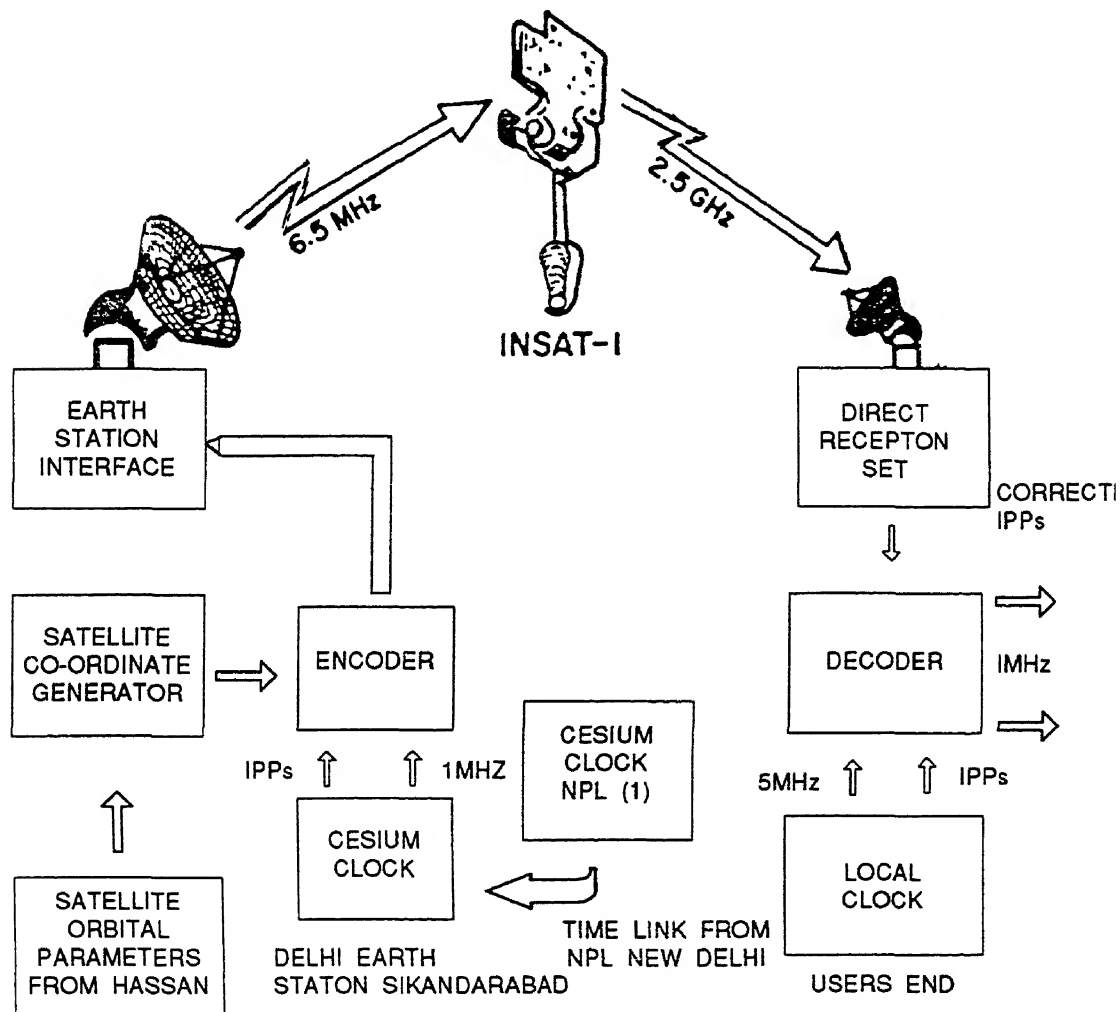 6.5 MHz
2.5 GHz
INSAT-I
EARTH
STATION
INTERFACE
DIRECT
RECEPTON
SET
CORRECTI
IPPs
SATELLITE
CO-ORDINATE
GENERATOR
ENCODER
DECODER
IMHz
CESIUM
CLOCK
NPL (1)
IPPs
1MHZ
5MHz
IPPs
CESIUM
CLOCK
LOCAL
CLOCK
SATELLITE
ORBITAL
PARAMETERS
FROM HASSAN
DELHI EARTH
STATON SIKANDARABAD
TIME LINK FROM
NPL NEW DELHI
USERS END